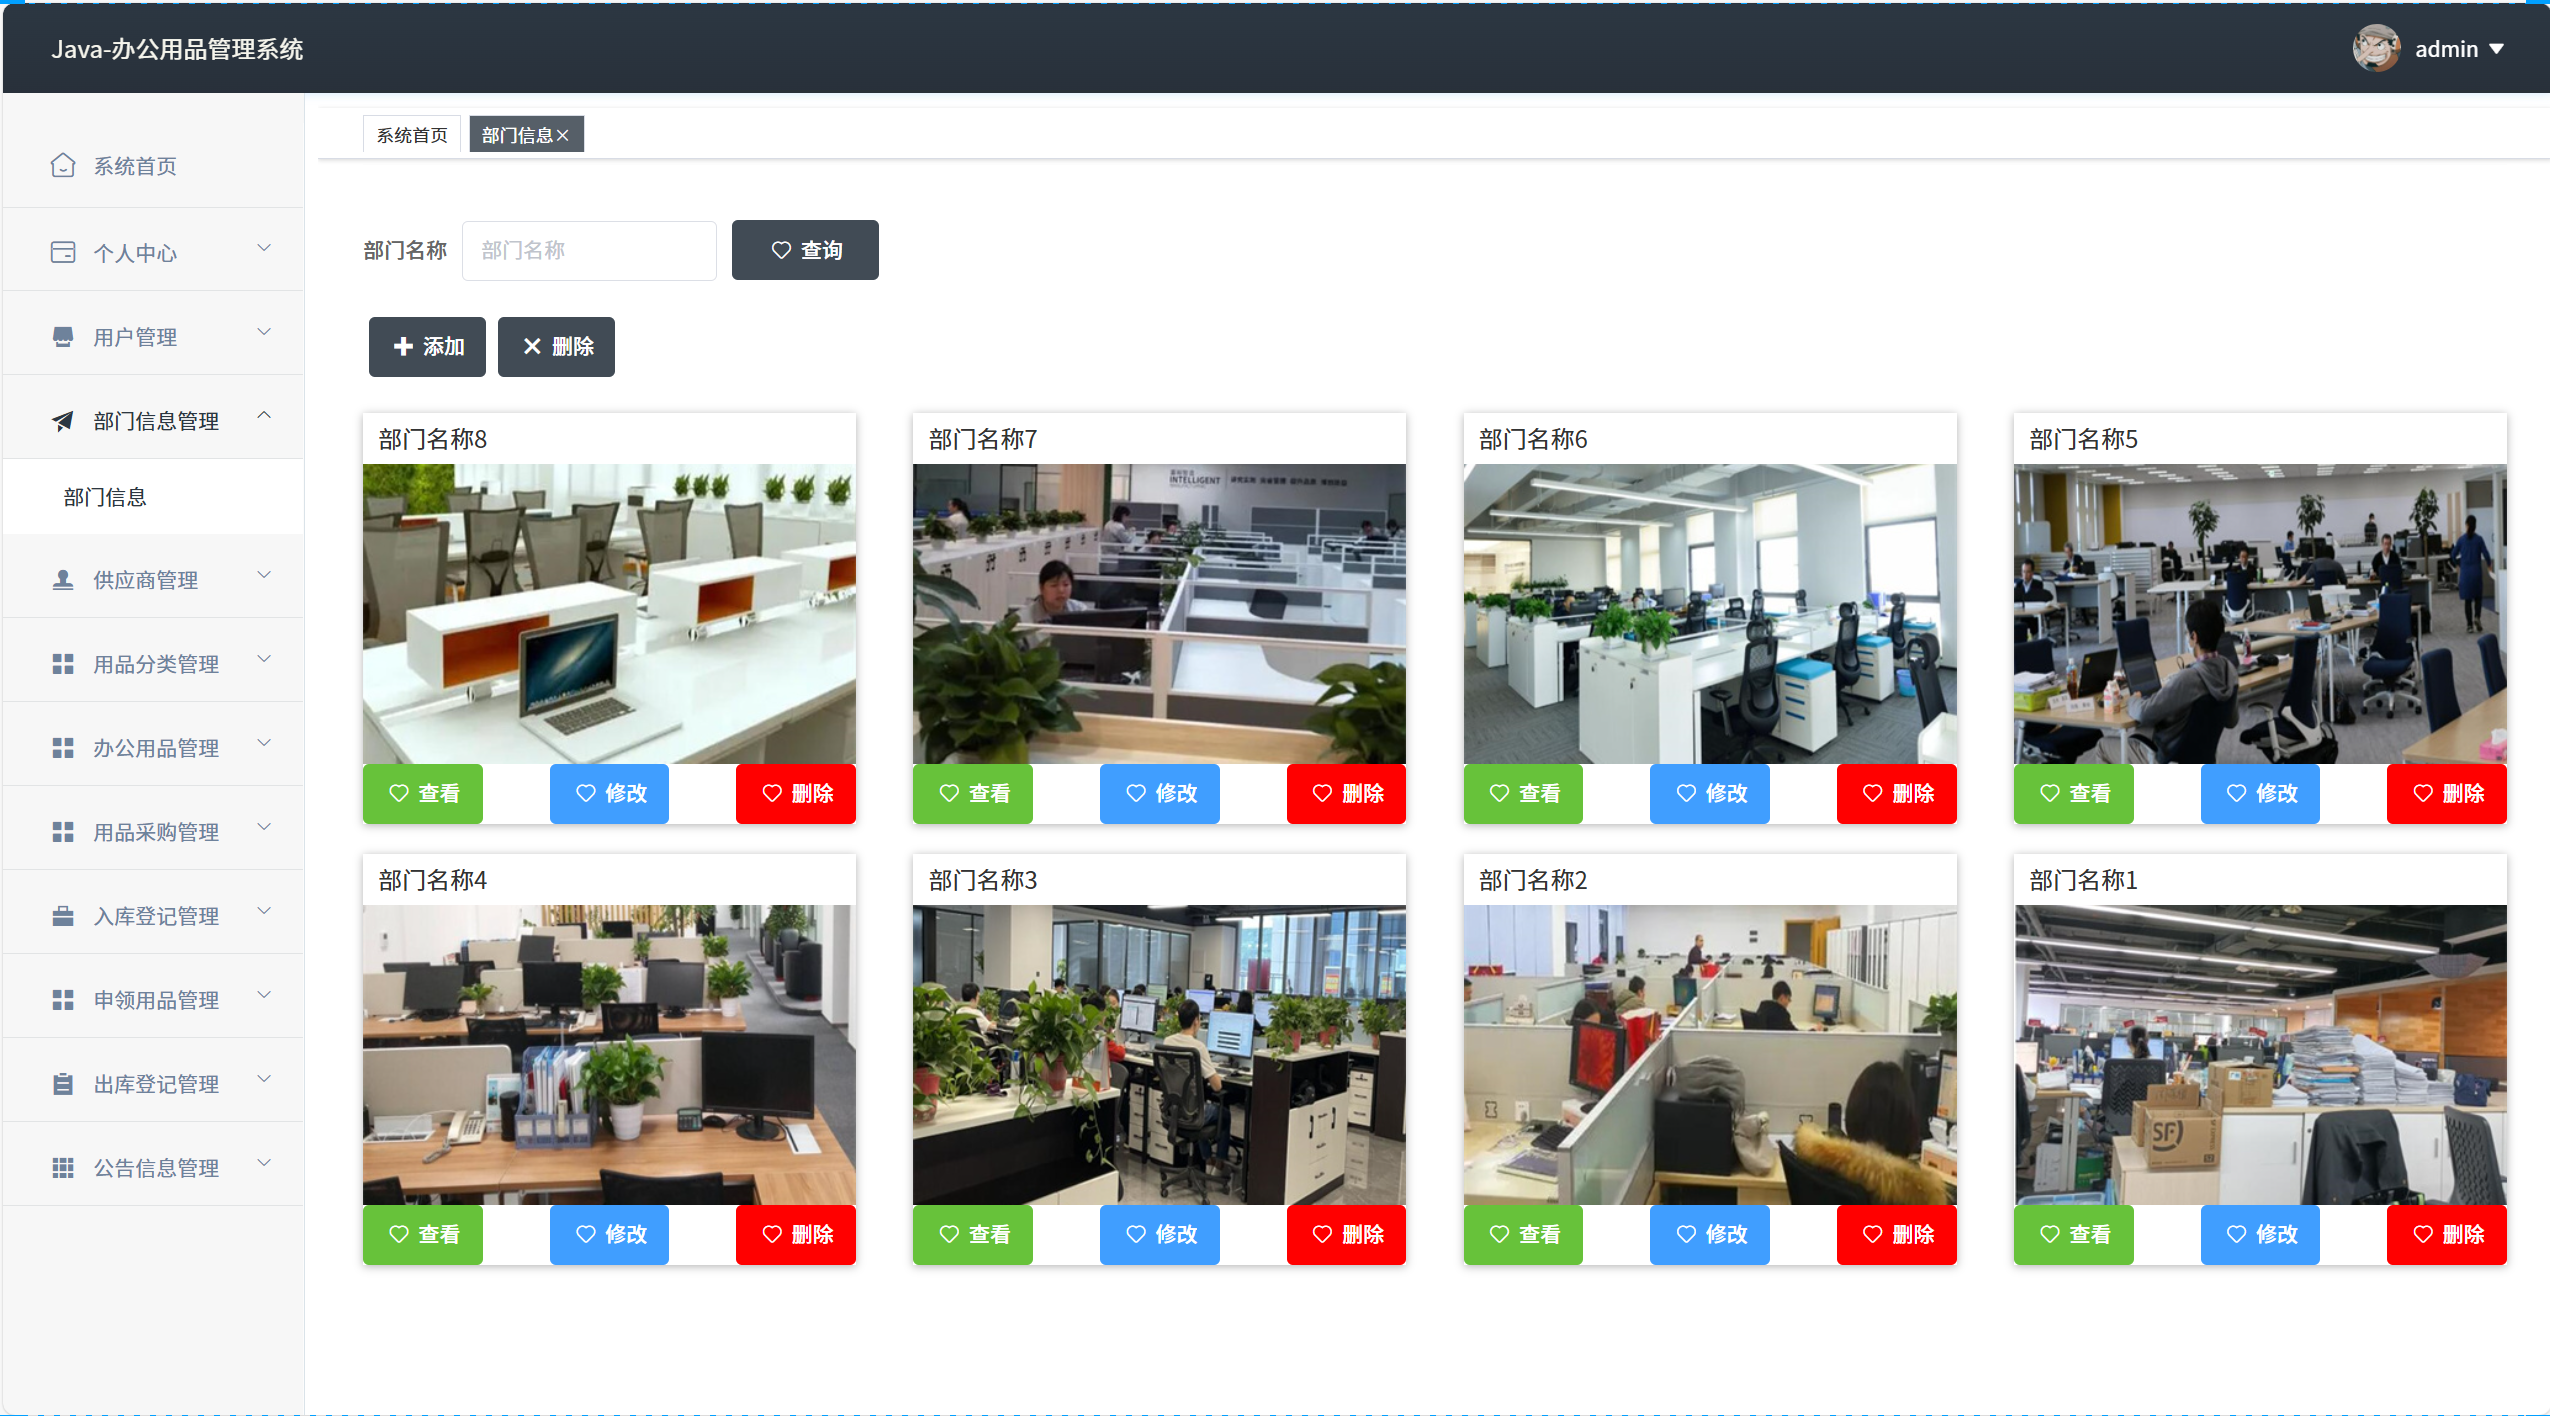 Java-办公用品管理系统
admin
系统首页
部门信息
系统首页
个人中心
用户管理
部门信息管理
部门信息
供应商管理
用品分类管理
办公用品管理
用品采购管理
入库登记管理
申领用品管理
出库登记管理
公告信息管理
部门名称 部门名称 查询
添加 删除
部门名称8
查看 修改 删除
部门名称7
INTELLIGENT
查看 修改 删除
部门名称6
查看 修改 删除
部门名称5
查看 修改 删除
部门名称4
查看 修改 删除
部门名称3
查看 修改 删除
部门名称2
查看 修改 删除
部门名称1
SF
查看 修改 删除